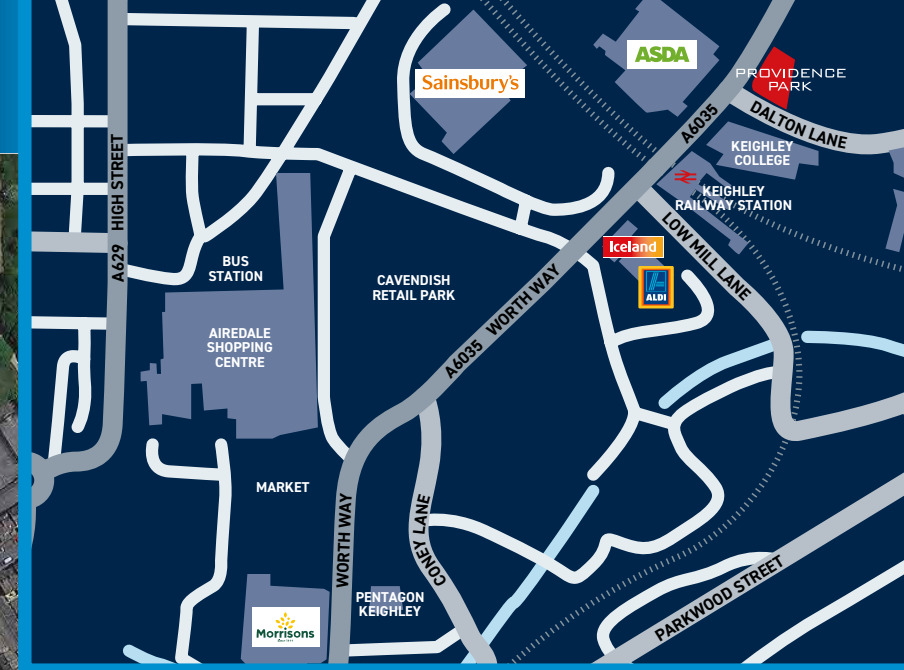 ASDA
Sainsbury's
PROVIDENCE
PARK
DALTON LANE
A6035
KEIGHLEY
COLLEGE
KEIGHLEY
RAILWAY STATION
A629 HIGH STREET
LOW MILL LANE
Iceland
BUS
STATION
CAVENDISH
RETAIL PARK
ALDI
A6035 WORTH WAY
AIREDALE
SHOPPING
CENTRE
MARKET
WORTH WAY
CONEY LANE
PENTAGON
KEIGHLEY
PARKWOOD STREET
Morrisons